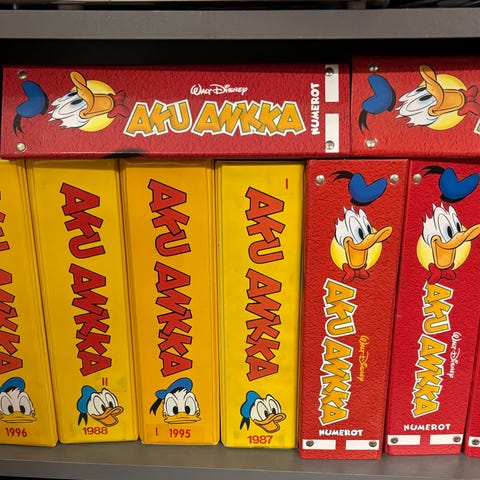 Walt Disney
AKU ANKKA
NUMEROT
AKU ANKKA
1996
AKU ANKKA
II
1988
AKU ANKKA
I
1995
I
AKU ANKKA
1987
Walt Disney
AKU ANKKA
NUMEROT
Walt Disney
AKU ANKKA
NUMEROT